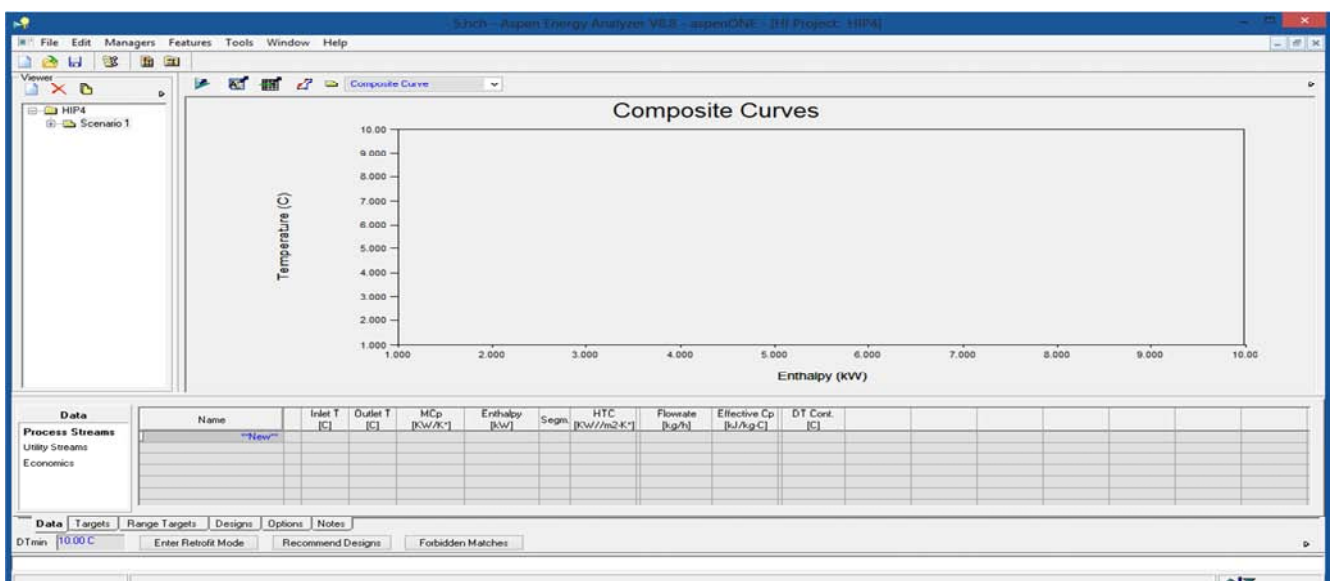 5.hch - Aspen Energy Analyzer V8.8 - aspenONE - [HI Project: HIP4]
File Edit Managers Features Tools Window Help
Viewer
Composite Curve
HIP4
Scenario 1
Composite Curves
10.00
9.000
8.000
7.000
6.000
5.000
4.000
3.000
2.000
1.000
Temperature (C)
1.000 2.000 3.000 4.000 5.000 6.000 7.000 8.000 9.000 10.00
Enthalpy (kW)
Data
Process Streams
Utility Streams
Economics
Name Inlet T [C] Outlet T [C] MCp [KW/K*] Enthalpy [kW] Segm. HTC [KW//m2-K*] Flowrate [kg/h] Effective Cp [kJ/kg-C] DT Cont. [C]
**New**
Data Targets Range Targets Designs Options Notes
DTmin 10.00 C Enter Retrofit Mode Recommend Designs Forbidden Matches